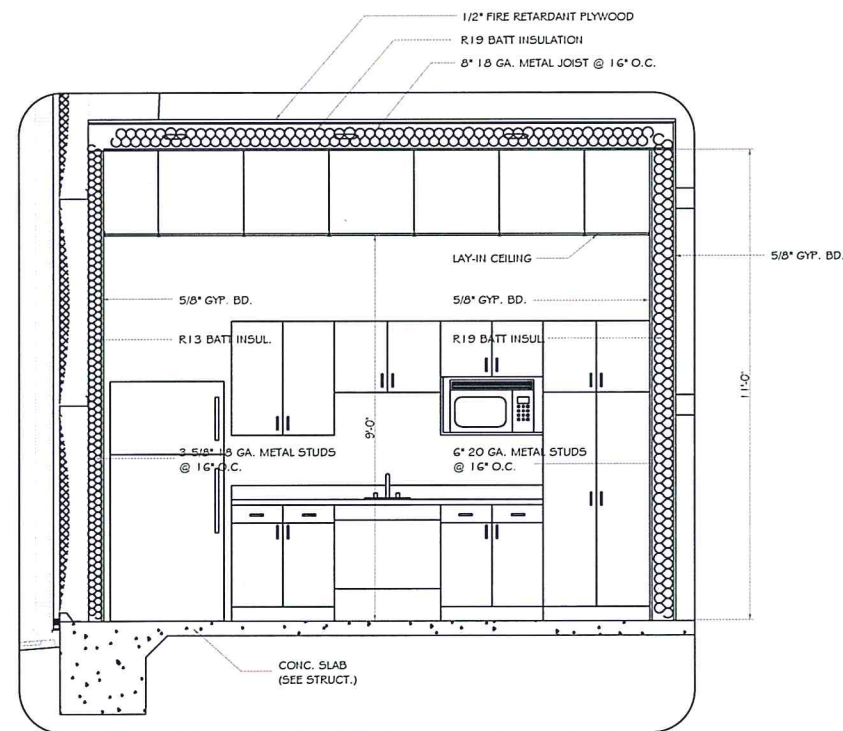 1/2" FIRE RETARDANT PLYWOOD
R19 BATT INSULATION
8" 18 GA. METAL JOIST @ 16" O.C.
LAY-IN CEILING
5/8" GYP. BD.
5/8" GYP. BD.
5/8" GYP. BD.
R13 BATT INSUL.
R19 BATT INSUL.
11'-0"
9'-0"
3 5/8" 18 GA. METAL STUDS
@ 16" O.C.
6" 20 GA. METAL STUDS
@ 16" O.C.
CONC. SLAB
(SEE STRUCT.)